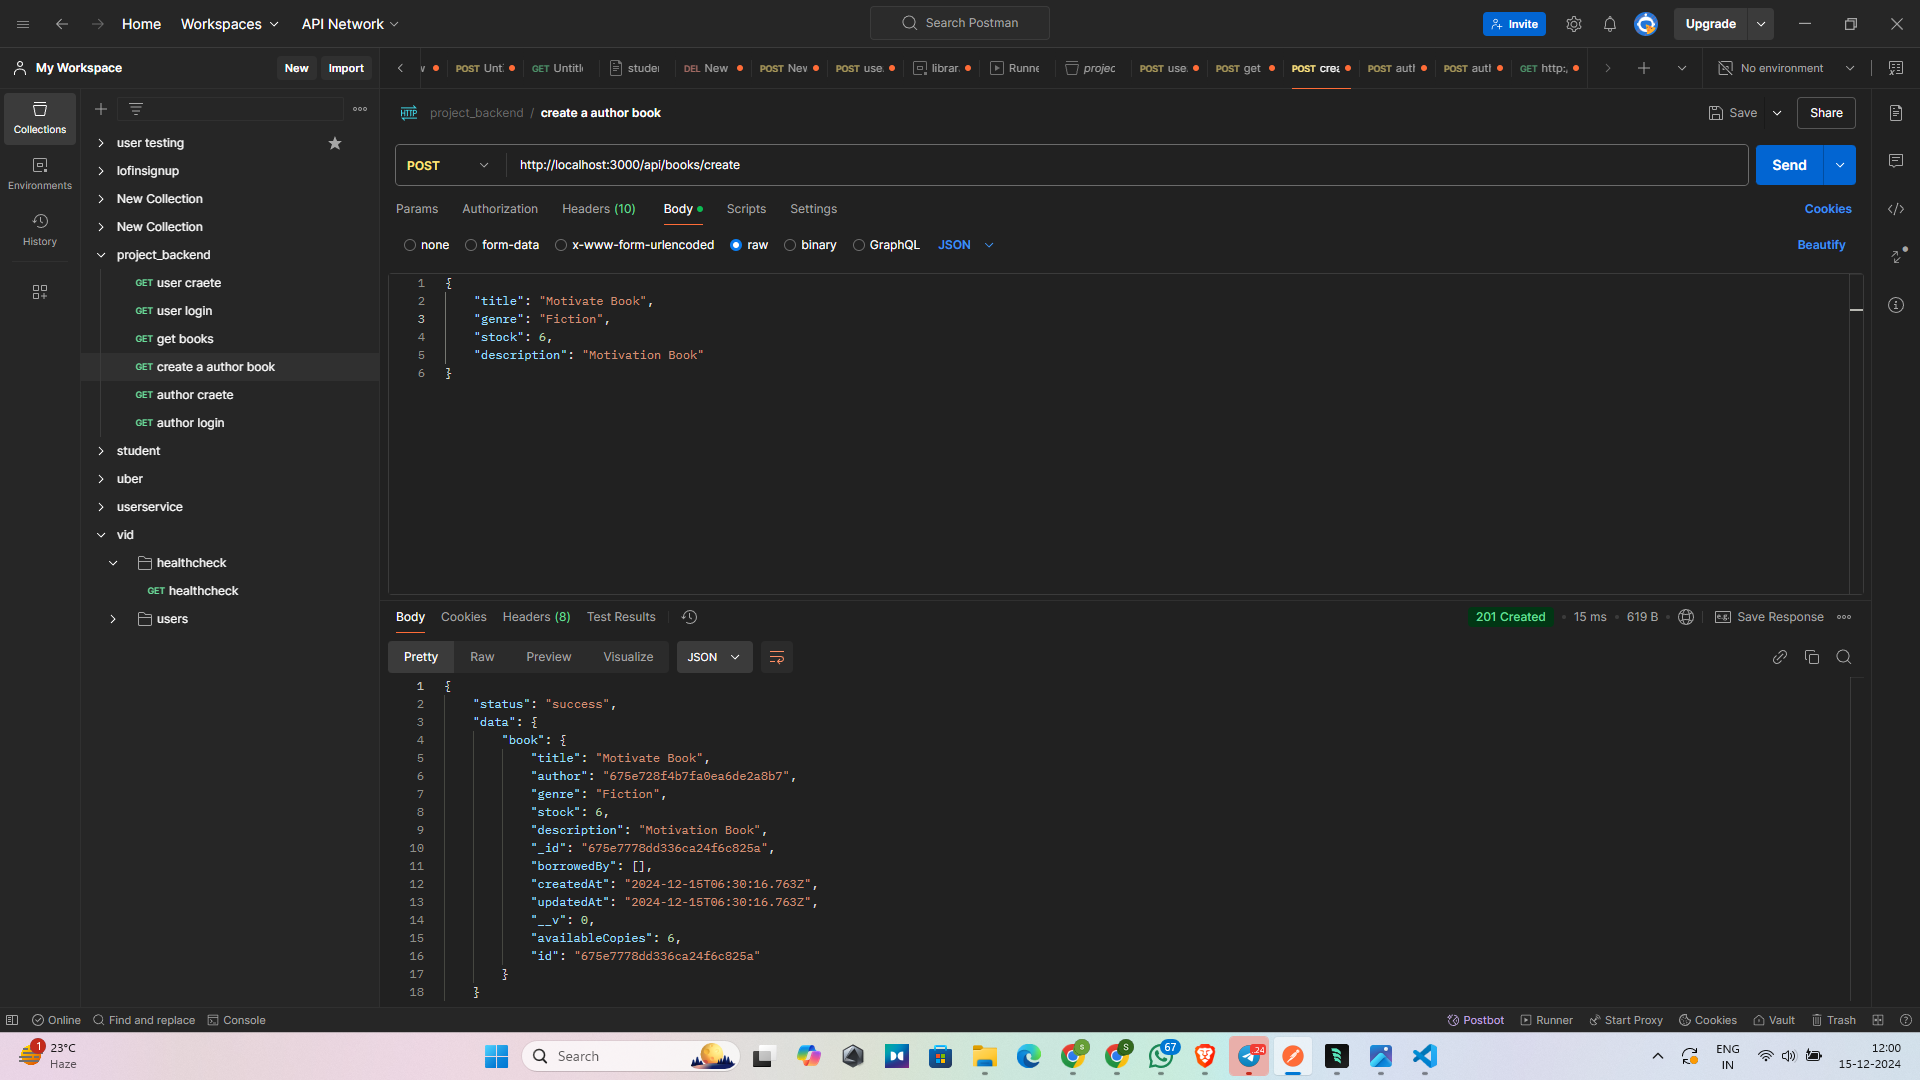 Home Workspaces API Network Search Postman Invite Upgrade
My Workspace New Import
w POST Unt GET Untitle studer DEL New POST New POST use. librar. Runne projec POST use. POST get POST crea POST auth POST auth GET http:, No environment
Collections
Environments
History
user testing
lofinsignup
New Collection
New Collection
project_backend
GET user craete
GET user login
GET get books
GET create a author book
GET author craete
GET author login
student
uber
userservice
vid
healthcheck
GET healthcheck
users
HTTP project_backend / create a author book Save Share
POST http://localhost:3000/api/books/create Send
Params Authorization Headers (10) Body Scripts Settings Cookies
none form-data x-www-form-urlencoded raw binary GraphQL JSON Beautify
1 {
2 "title": "Motivate Book",
3 "genre": "Fiction",
4 "stock": 6,
5 "description": "Motivation Book"
6 }
Body Cookies Headers (8) Test Results 201 Created 15 ms 619 B e.g. Save Response
Pretty Raw Preview Visualize JSON
1 {
2 "status": "success",
3 "data": {
4 "book": {
5 "title": "Motivate Book",
6 "author": "675e728f4b7fa0ea6de2a8b7",
7 "genre": "Fiction",
8 "stock": 6,
9 "description": "Motivation Book",
10 "_id": "675e7778dd336ca24f6c825a",
11 "borrowedBy": [],
12 "createdAt": "2024-12-15T06:30:16.763Z",
13 "updatedAt": "2024-12-15T06:30:16.763Z",
14 "__v": 0,
15 "availableCopies": 6,
16 "id": "675e7778dd336ca24f6c825a"
17 }
18 }
Online Find and replace Console Postbot Runner Start Proxy Cookies Vault Trash
1 23°C
Haze
Search
S S 67 24
ENG
IN
12:00
15-12-2024